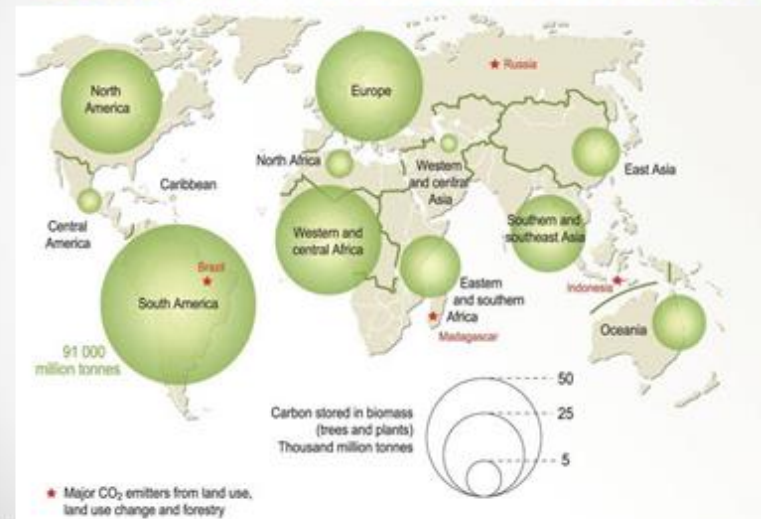 North
America
Europe
Russia
North Africa
Western
and central
Asia
East Asia
Caribbean
Central
America
Western and
central Africa
Southern and
southeast Asia
Brazil
South America
Eastern
and southern
Africa
Indonesia
Madagascar
Oceania
91 000
million tonnes
Carbon stored in biomass
(trees and plants)
Thousand million tonnes
50
25
5
Major CO₂ emitters from land use,
land use change and forestry